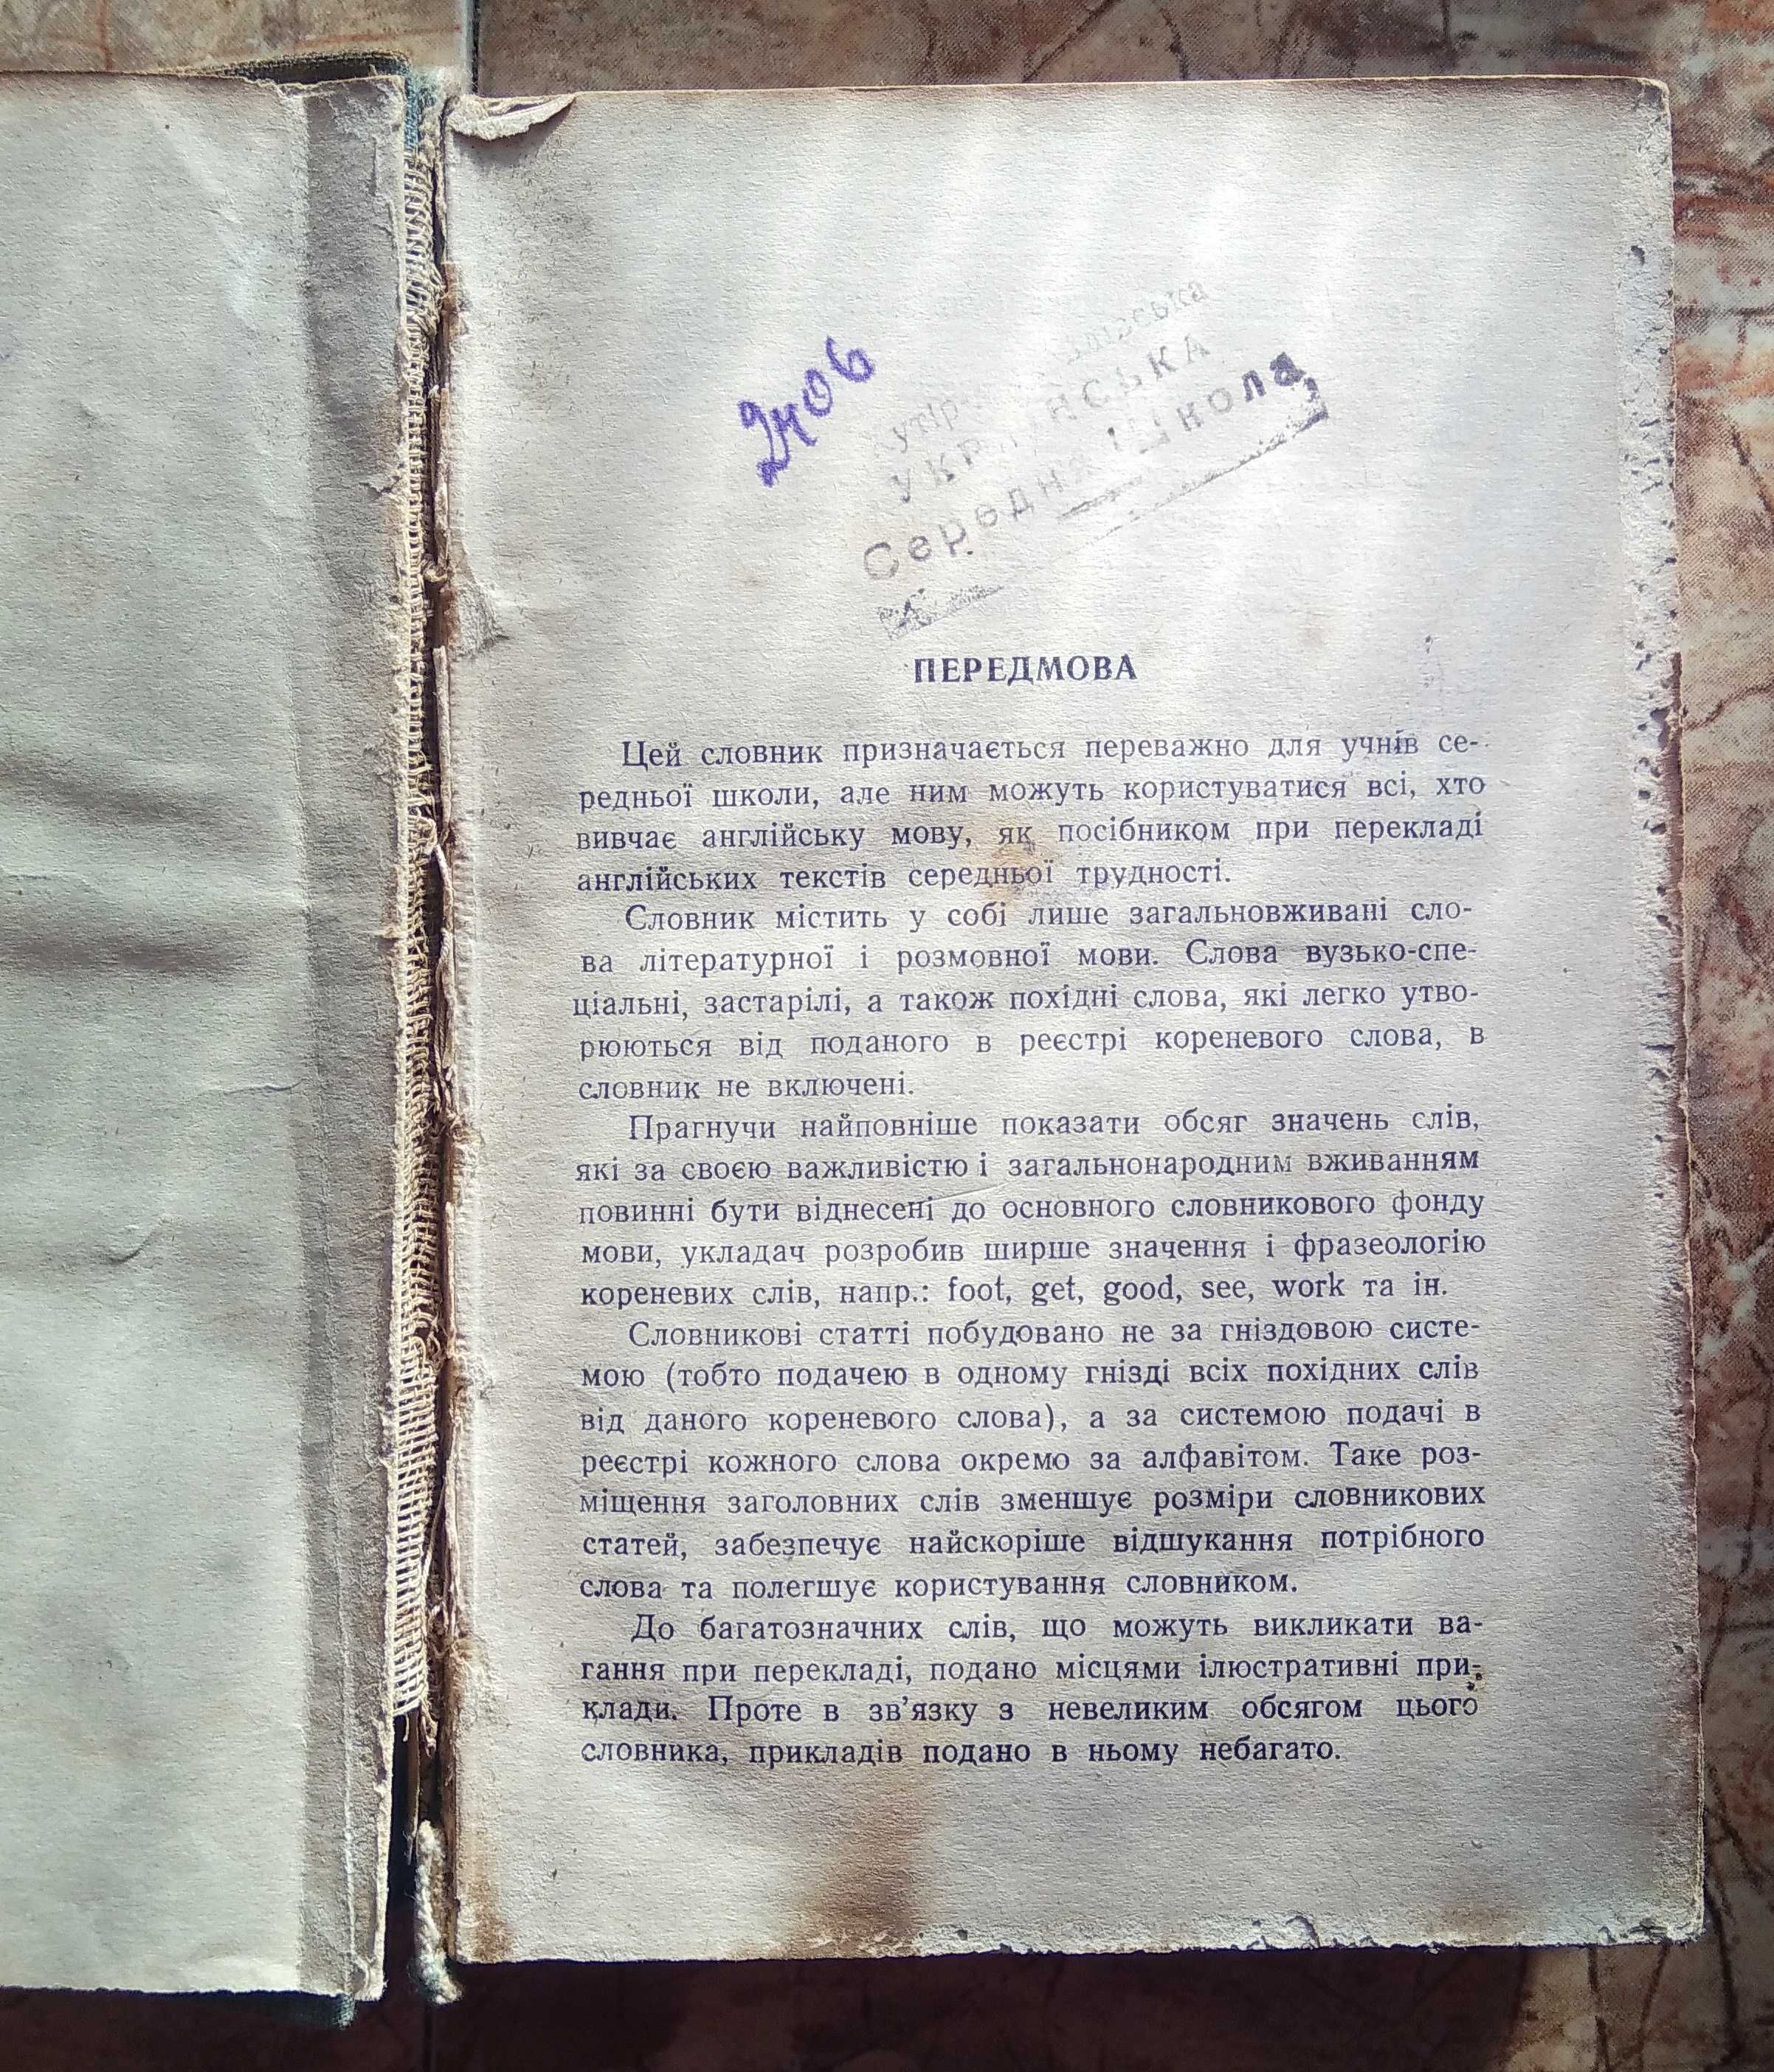 2406
УКРАЇНСЬКА
Середня школа
ПЕРЕДМОВА
Цей словник призначається переважно для учнів се-
редньої школи, але ним можуть користуватися всі, хто
вивчає англійську мову, як посібником при перекладі
англійських текстів середньої трудності.
Словник містить у собі лише загальновживані сло-
ва літературної і розмовної мови. Слова вузько-спе-
ціальні, застарілі, а також похідні слова, які легко утво-
рюються від поданого в реєстрі кореневого слова, в
словник не включені.
Прагнучи найповніше показати обсяг значень слів,
які за своєю важливістю і загальнонародним вживанням
повинні бути віднесені до основного словникового фонду
мови, укладач розробив ширше значення і фразеологію
кореневих слів, напр.: foot, get, good, see, work та ін.
Словникові статті побудовано не за гніздовою систе-
мою (тобто подачею в одному гнізді всіх похідних слів
від даного кореневого слова), а за системою подачі в
реєстрі кожного слова окремо за алфавітом. Таке роз-
міщення заголовних слів зменшує розміри словникових
статей, забезпечує найскоріше відшукання потрібного
слова та полегшує користування словником.
До багатозначних слів, що можуть викликати ва-
гання при перекладі, подано місцями ілюстративні при-
клади. Проте в зв’язку з невеликим обсягом цього
словника, прикладів подано в ньому небагато.